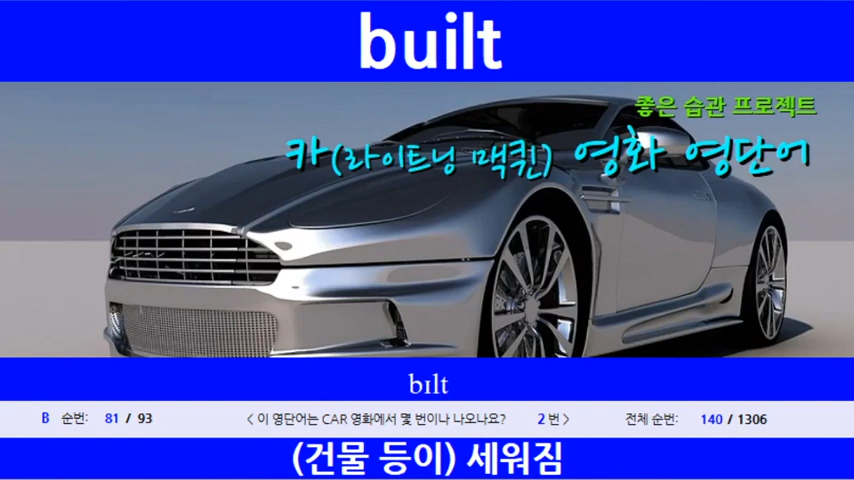 built
좋은 습관 프로젝트
카(라이트닝 맥퀸) 영화 영단어
bɪlt
B 순번: 81 / 93 < 이 영단어는 CAR 영화에서 몇 번이나 나오나요? 2 번 > 전체 순번: 140 / 1306
(건물 등이) 세워짐